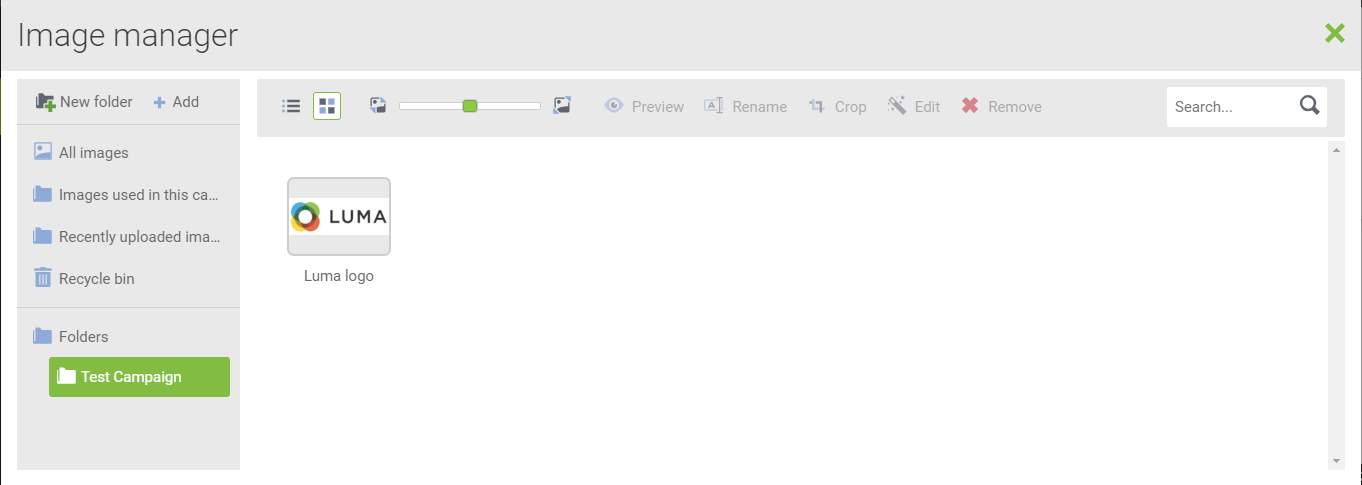 Image manager
New folder
Add
Preview
Rename
Crop
Edit
Remove
Search...
All images
Images used in this ca...
Recently uploaded ima...
Recycle bin
Folders
Test Campaign
LUMA
Luma logo